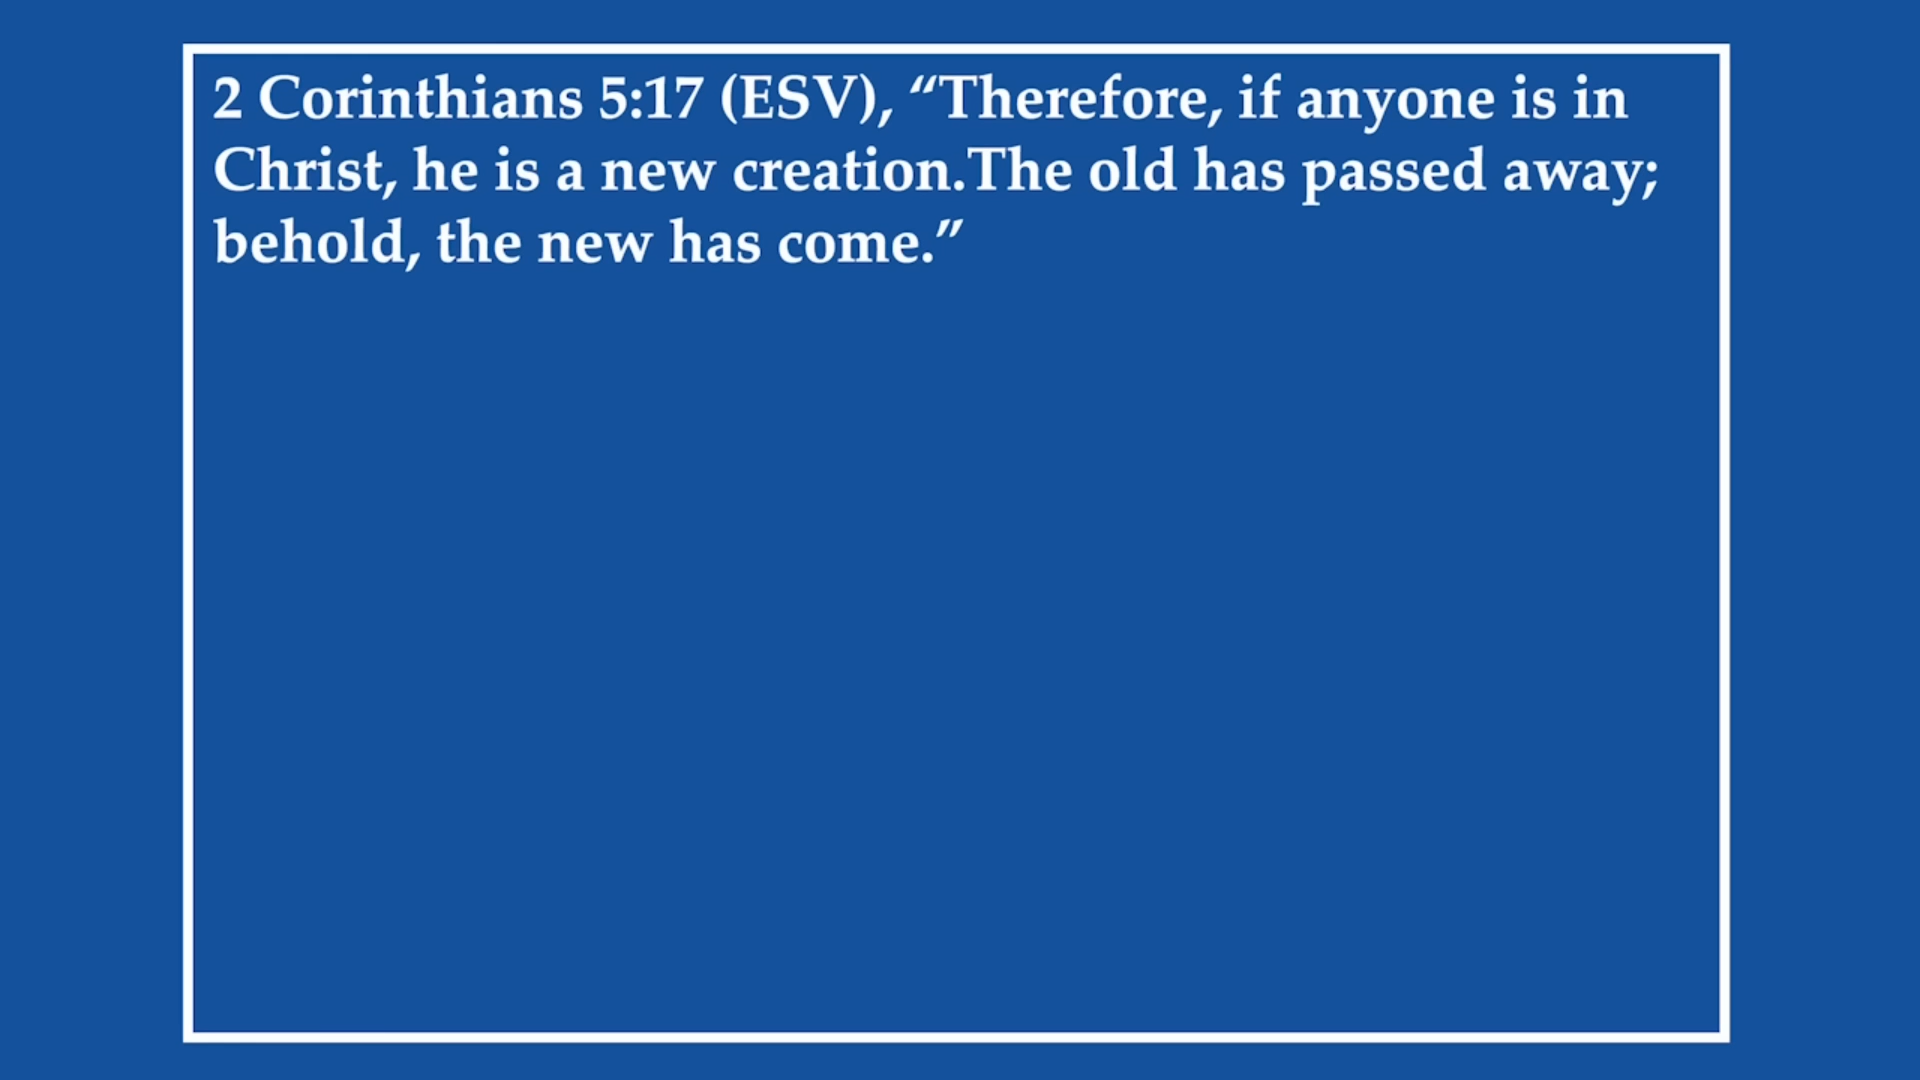 2 Corinthians 5:17 (ESV), “Therefore, if anyone is in
Christ, he is a new creation.The old has passed away;
behold, the new has come.”